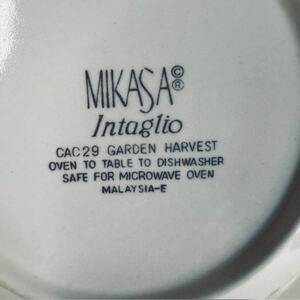 MIKASA©®
Intaglio
CAC29 GARDEN HARVEST
OVEN TO TABLE TO DISHWASHER
SAFE FOR MICROWAVE OVEN
MALAYSIA-E